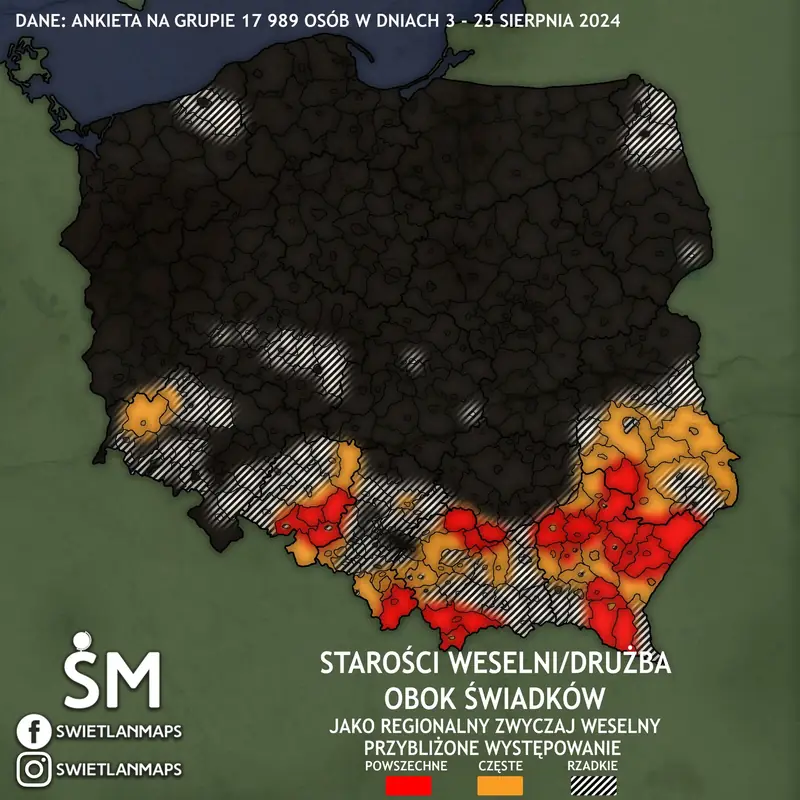 DANE: ANKIETA NA GRUPIE 17 989 OSÓB W DNIACH 3 - 25 SIERPNIA 2024
ŚM
SWIETLANMAPS
SWIETLANMAPS
STAROŚCI WESELNI/DRUŻBA
OBOK ŚWIADKÓW
JAKO REGIONALNY ZWYCZAJ WESELNY
PRZYBLIŻONE WYSTĘPOWANIE
POWSZECHNE CZĘSTE RZADKIE